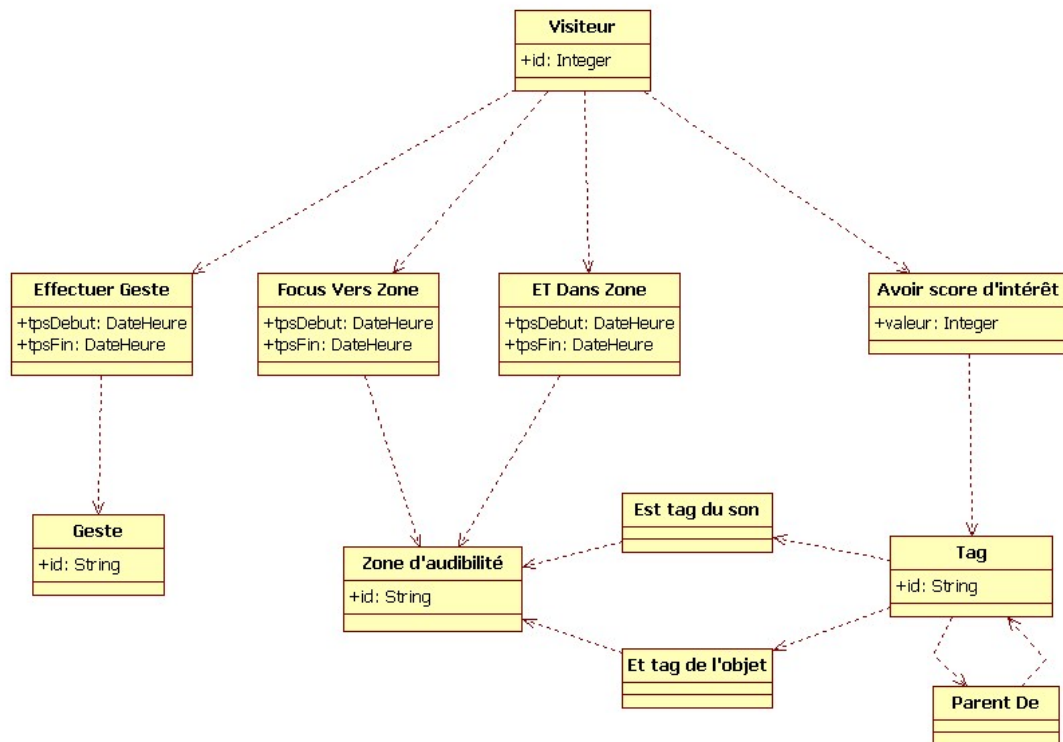 Visiteur
+id: Integer
Effectuer Geste
+tpsDebut: DateHeure
+tpsFin: DateHeure
Focus Vers Zone
+tpsDebut: DateHeure
+tpsFin: DateHeure
ET Dans Zone
+tpsDebut: DateHeure
+tpsFin: DateHeure
Avoir score d'intérêt
+valeur: Integer
Geste
+id: String
Zone d'audibilité
+id: String
Est tag du son
Et tag de l'objet
Tag
+id: String
Parent De